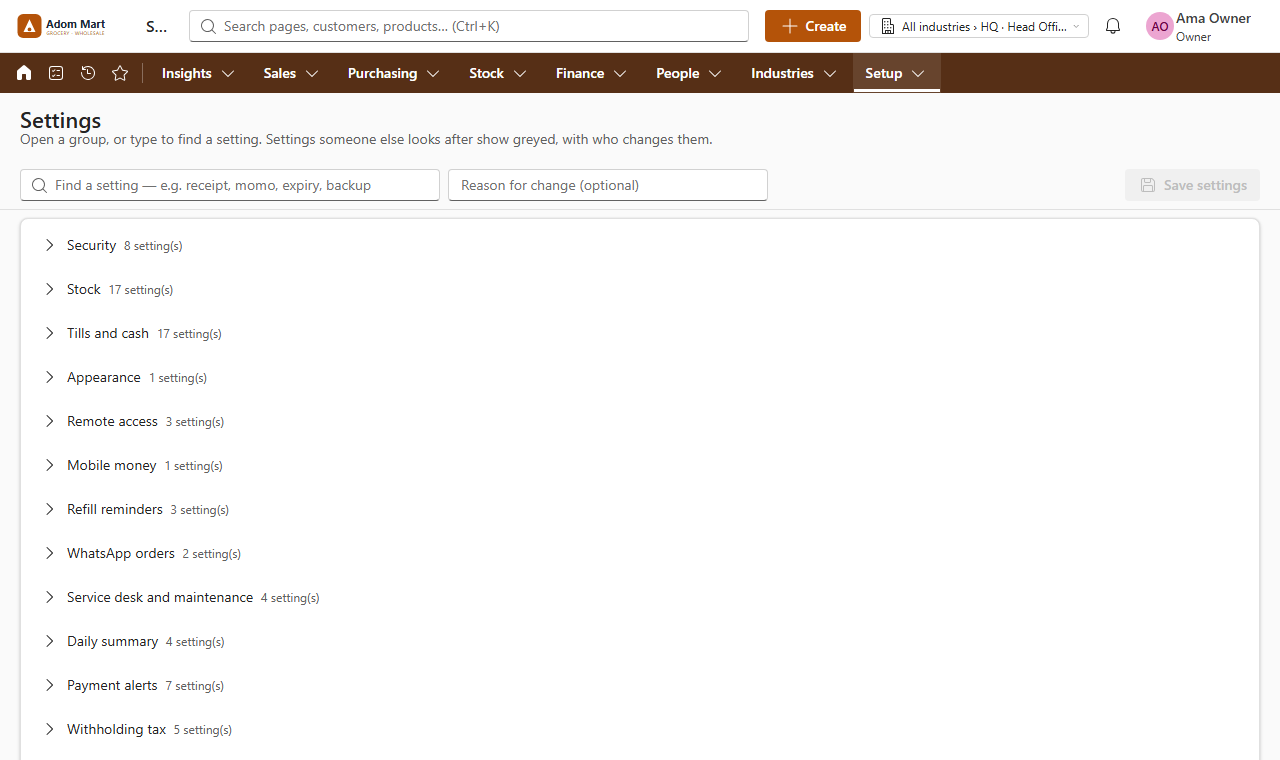 Adom Mart
GROCERY · WHOLESALE
S...
Search pages, customers, products... (Ctrl+K)
Create
All industries › HQ · Head Offi...
AO
Ama Owner
Owner
Insights
Sales
Purchasing
Stock
Finance
People
Industries
Setup
Settings
Open a group, or type to find a setting. Settings someone else looks after show greyed, with who changes them.
Find a setting — e.g. receipt, momo, expiry, backup
Reason for change (optional)
Save settings
Security 8 setting(s)
Stock 17 setting(s)
Tills and cash 17 setting(s)
Appearance 1 setting(s)
Remote access 3 setting(s)
Mobile money 1 setting(s)
Refill reminders 3 setting(s)
WhatsApp orders 2 setting(s)
Service desk and maintenance 4 setting(s)
Daily summary 4 setting(s)
Payment alerts 7 setting(s)
Withholding tax 5 setting(s)